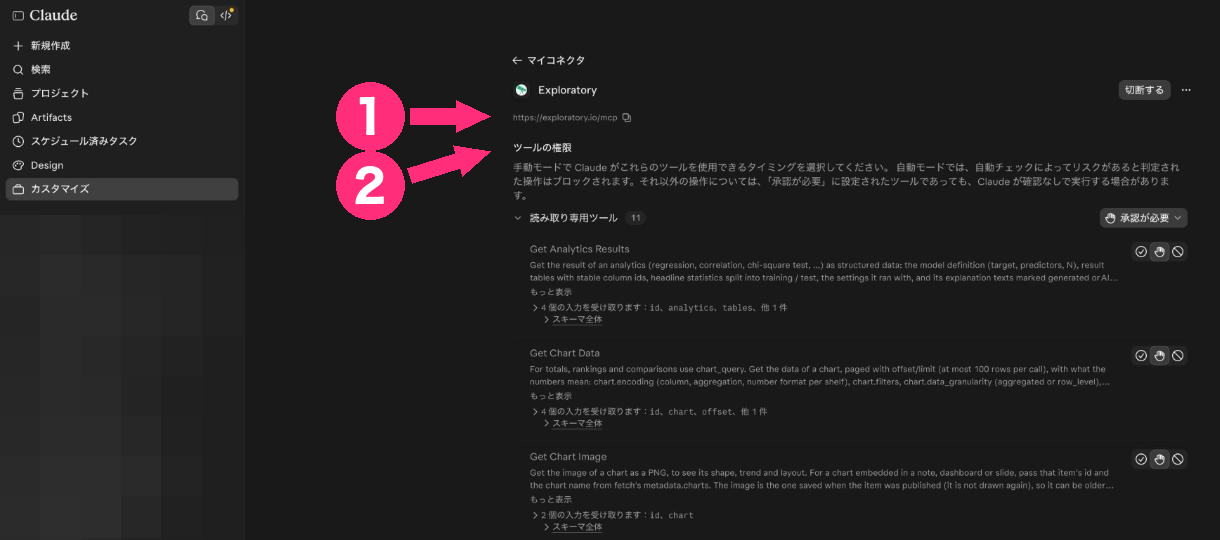 Claude
新規作成
検索
プロジェクト
Artifacts
スケジュール済みタスク
Design
カスタマイズ
← マイコネクタ
Exploratory
切断する
1
https://exploratory.io/mcp
2
ツールの権限
手動モードで Claude がこれらのツールを使用できるタイミングを選択してください。 自動モードでは、自動チェックによってリスクがあると判定され
た操作はブロックされます。それ以外の操作については、「承認が必要」に設定されたツールであっても、Claude が確認なしで実行する場合がありま
す。
読み取り専用ツール 11
承認が必要
Get Analytics Results
Get the result of an analytics (regression, correlation, chi-square test, ...) as structured data: the model definition (target, predictors, N), result
tables with stable column ids, headline statistics split into training / test, the settings it ran with, and its explanation texts marked generated or AI...
もっと表示
4 個の入力を受け取ります：id、analytics、tables、他 1 件
スキーマ全体
Get Chart Data
For totals, rankings and comparisons use chart_query. Get the data of a chart, paged with offset/limit (at most 100 rows per call), with what the
numbers mean: chart.encoding (column, aggregation, number format per shelf), chart.filters, chart.data_granularity (aggregated or row_level),...
もっと表示
4 個の入力を受け取ります：id、chart、offset、他 1 件
スキーマ全体
Get Chart Image
Get the image of a chart as a PNG, to see its shape, trend and layout. For a chart embedded in a note, dashboard or slide, pass that item's id and
the chart name from fetch's metadata.charts. The image is the one saved when the item was published (it is not drawn again), so it can be older...
もっと表示
2 個の入力を受け取ります：id、chart
スキーマ全体